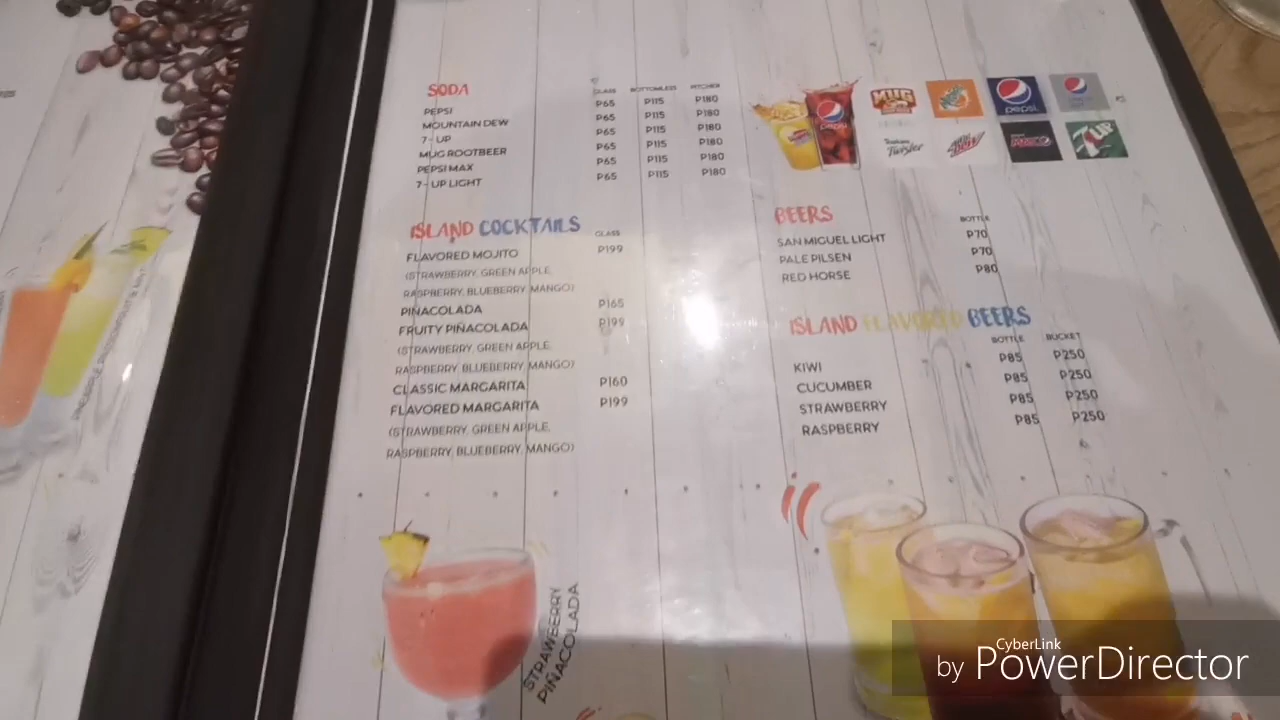 SODA
GLASS BOTTOMLESS PITCHER
PEPSI P65 P115 P180
MOUNTAIN DEW P65 P115 P180
7 - UP P65 P115 P180
MUG ROOTBEER P65 P115 P180
PEPSI MAX P65 P115 P180
7 - UP LIGHT P65 P115 P180
MUG
pepsi
Twister
7UP
ISLAND COCKTAILS
GLASS
FLAVORED MOJITO P199
(STRAWBERRY, GREEN APPLE,
RASPBERRY, BLUEBERRY, MANGO)
PIÑACOLADA P165
FRUITY PIÑACOLADA P199
(STRAWBERRY, GREEN APPLE,
RASPBERRY, BLUEBERRY, MANGO)
CLASSIC MARGARITA P160
FLAVORED MARGARITA P199
(STRAWBERRY, GREEN APPLE,
RASPBERRY, BLUEBERRY, MANGO)
BEERS
BOTTLE
SAN MIGUEL LIGHT P70
PALE PILSEN P70
RED HORSE P80
ISLAND FLAVORED BEERS
BOTTLE BUCKET
KIWI P85 P250
CUCUMBER P85 P250
STRAWBERRY P85 P250
RASPBERRY P85 P250
STRAWBERRY
PIÑACOLADA
CyberLink
by PowerDirector